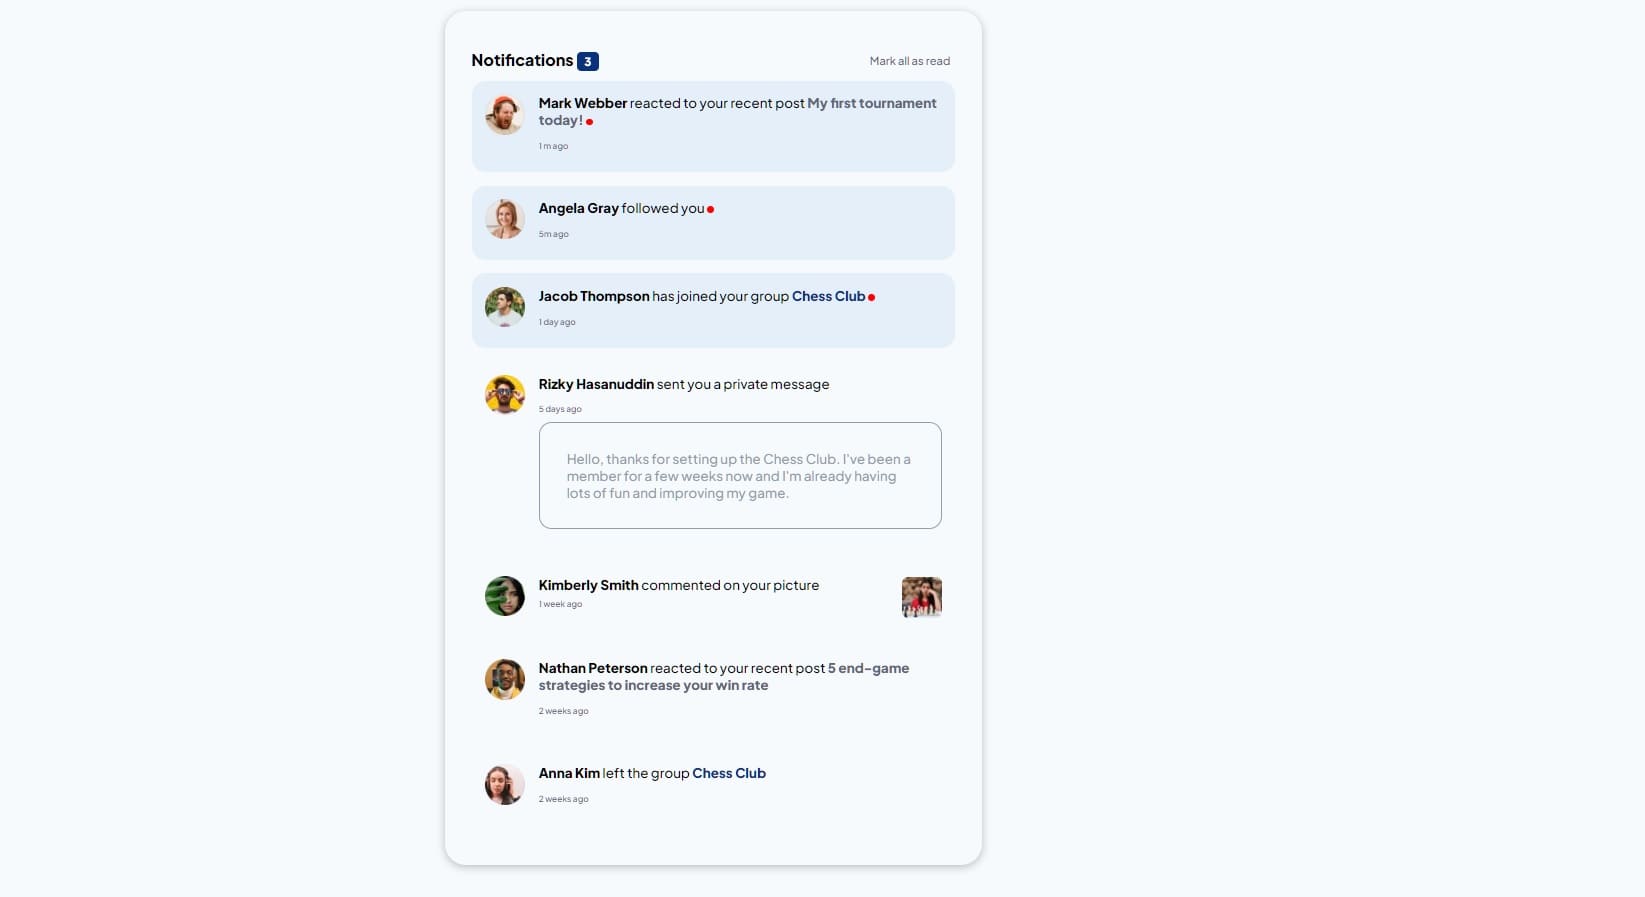 Notifications 3
Mark all as read
Mark Webber reacted to your recent post My first tournament
today!
1 m ago
Angela Gray followed you
5m ago
Jacob Thompson has joined your group Chess Club
1 day ago
Rizky Hasanuddin sent you a private message
5 days ago
Hello, thanks for setting up the Chess Club. I've been a
member for a few weeks now and I'm already having
lots of fun and improving my game.
Kimberly Smith commented on your picture
1 week ago
Nathan Peterson reacted to your recent post 5 end-game
strategies to increase your win rate
2 weeks ago
Anna Kim left the group Chess Club
2 weeks ago